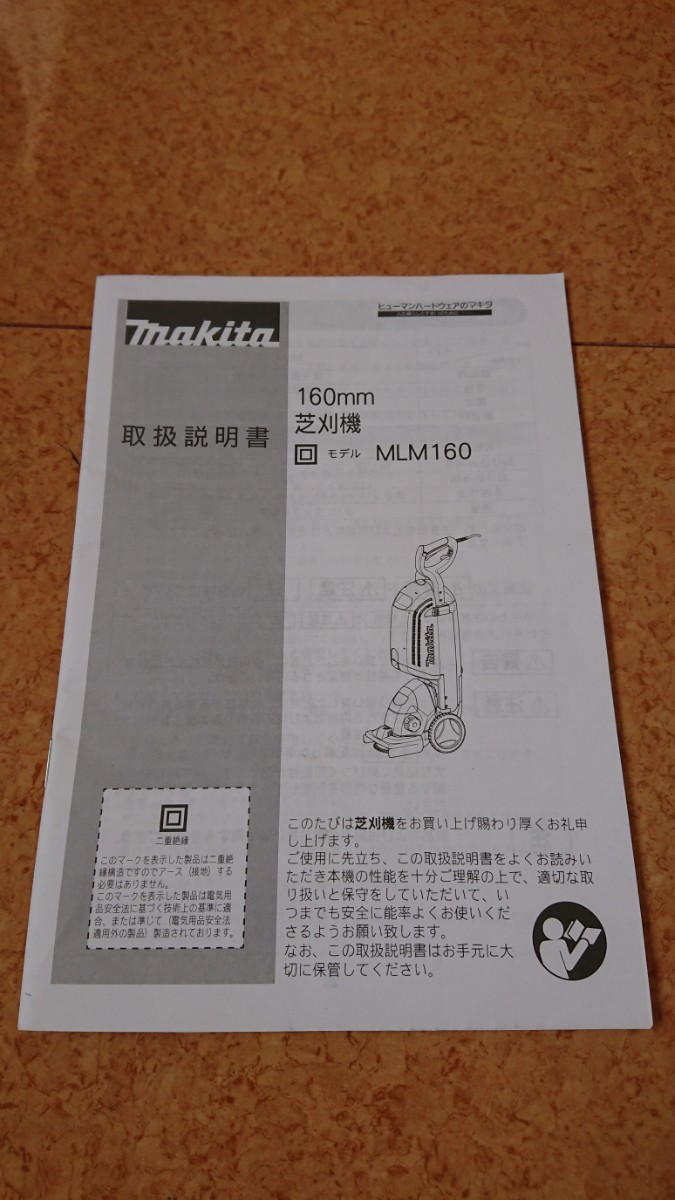 ヒューマンハードウェアのマキタ
makita
取扱説明書
160mm
芝刈機
モデル MLM160
makita
二重絶縁
このマークを表示した製品は二重絶
縁構造ですのでアース（接地）する
必要はありません。
このマークを表示した製品は電気用
品安全法に基づく技術上の基準に適
合、または準じて（電気用品安全法
適用外の製品）製造されております。
このたびは芝刈機をお買い上げ賜わり厚くお礼申
し上げます。
ご使用に先立ち、この取扱説明書をよくお読みい
ただき本機の性能を十分ご理解の上で、適切な取
り扱いと保守をしていただいて、い
つまでも安全に能率よくお使いくだ
さるようお願い致します。
なお、この取扱説明書はお手元に大
切に保管してください。